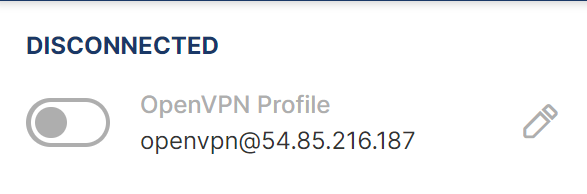 DISCONNECTED
OpenVPN Profile
openvpn@54.85.216.187